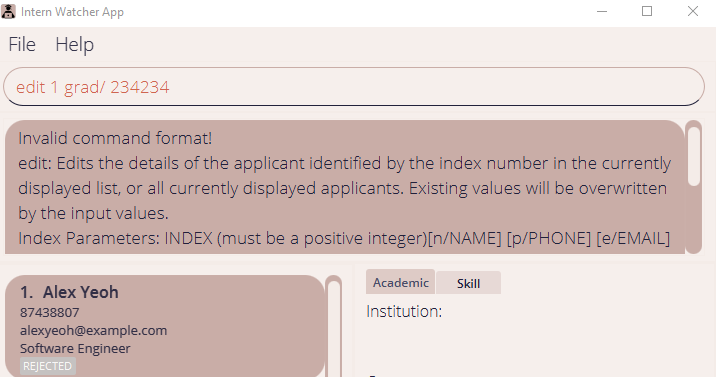 Intern Watcher App
File Help
edit 1 grad/ 234234
Invalid command format!
edit: Edits the details of the applicant identified by the index number in the currently
displayed list, or all currently displayed applicants. Existing values will be overwritten
by the input values.
Index Parameters: INDEX (must be a positive integer)[n/NAME] [p/PHONE] [e/EMAIL]
1. Alex Yeoh
87438807
alexyeoh@example.com
Software Engineer
REJECTED
Academic Skill
Institution: